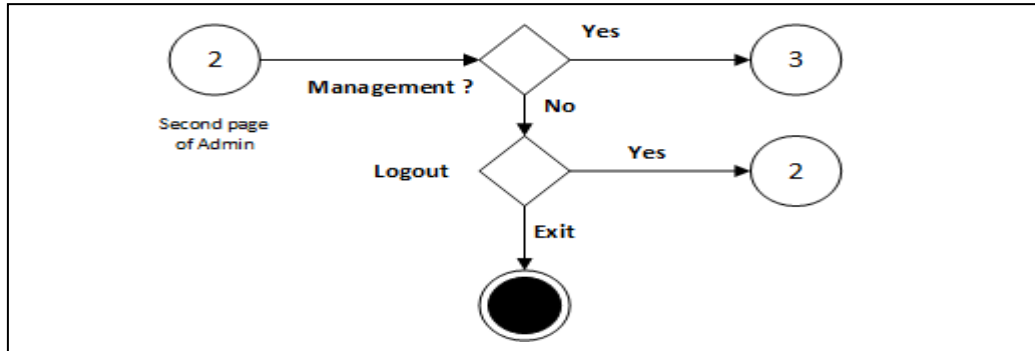 Yes
2
3
Management ?
No
Second page
of Admin
Yes
Logout
2
Exit